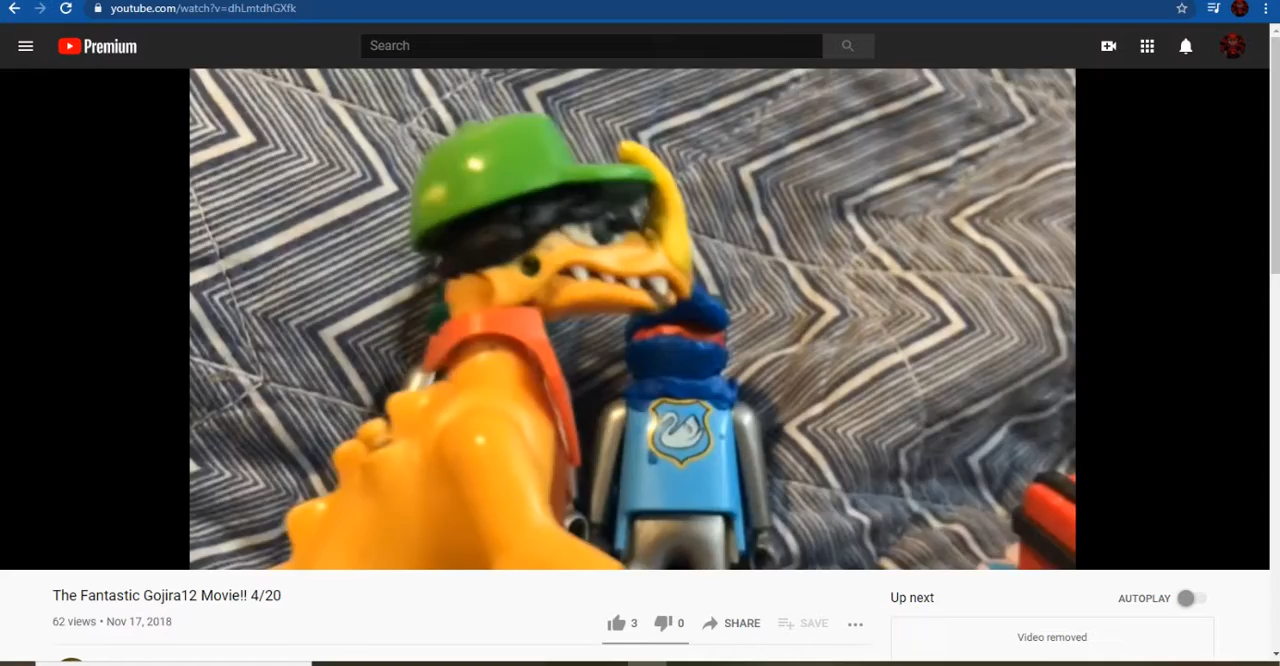 youtube.com/watch?v=dhLmtdhGXfk
Premium
Search
The Fantastic Gojira12 Movie!! 4/20
62 views • Nov 17, 2018
3
0
SHARE
SAVE
Up next
AUTOPLAY
Video removed